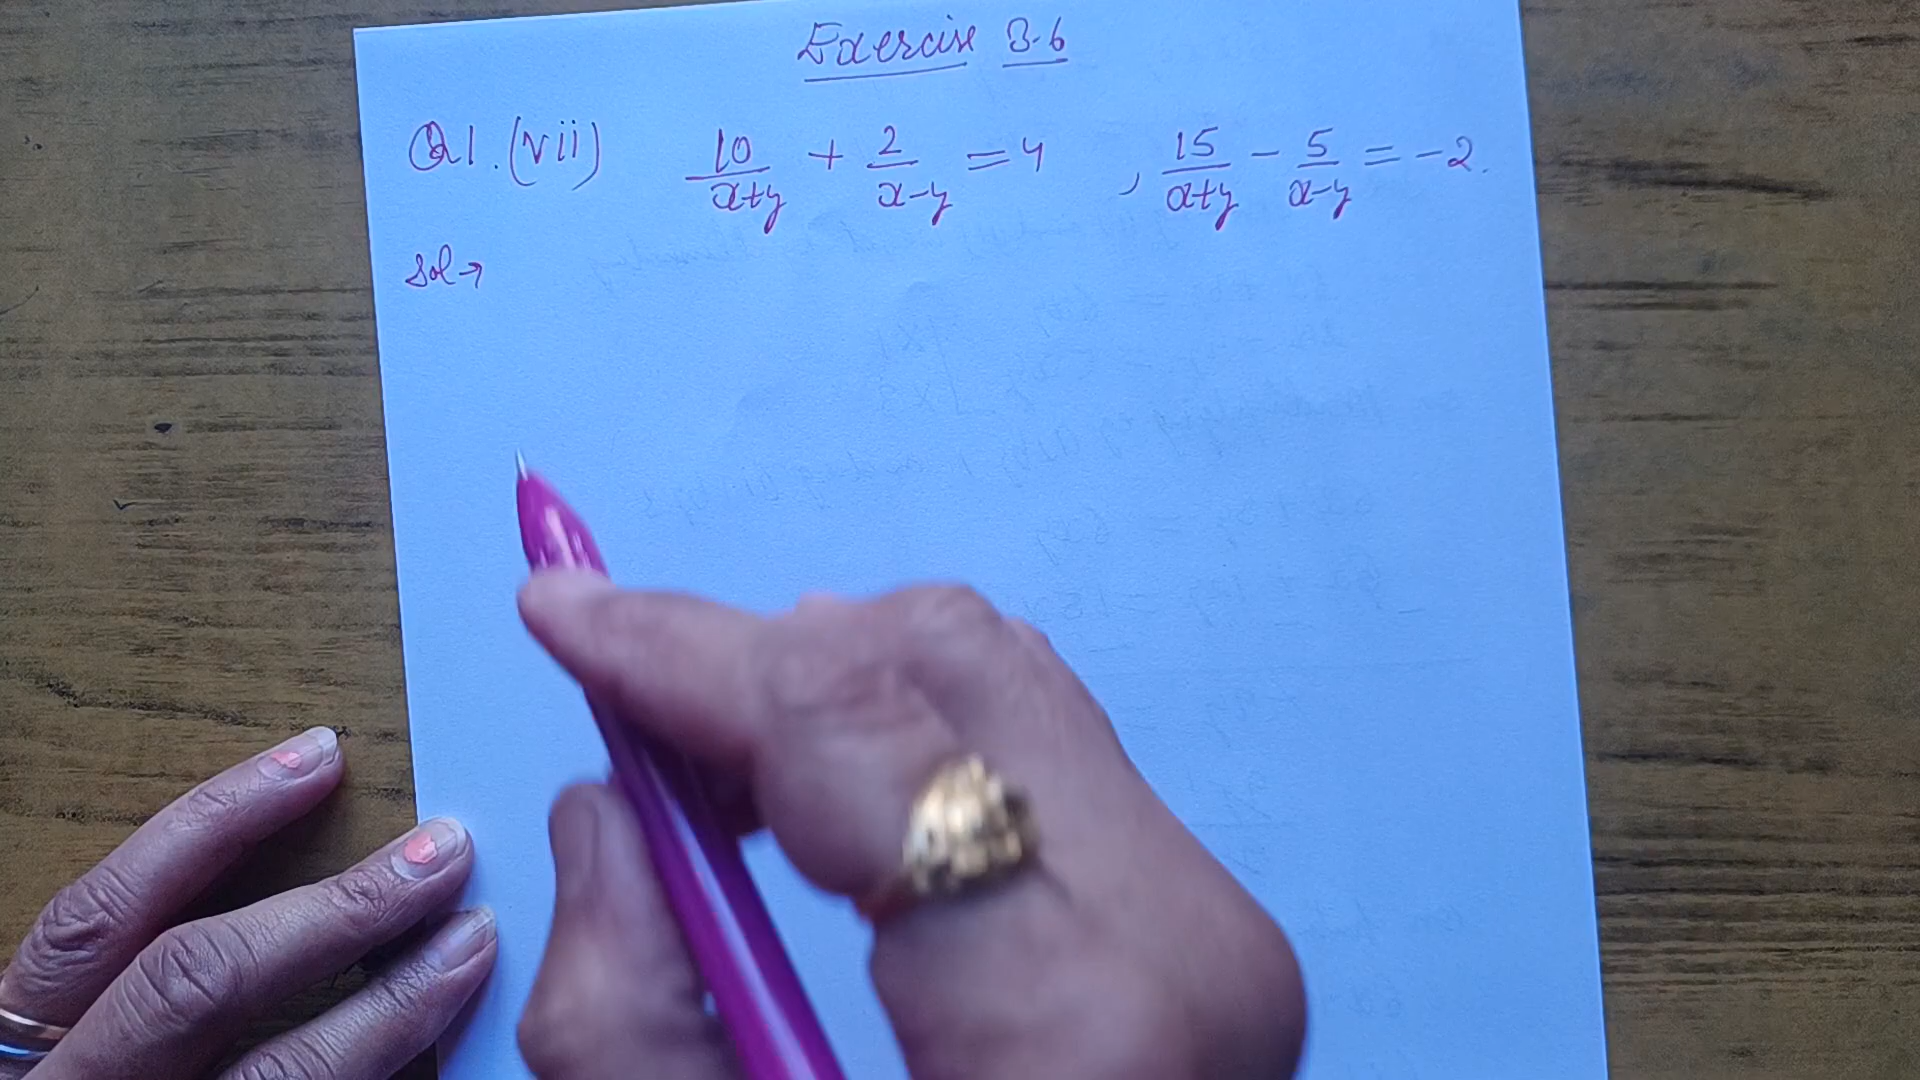 Exercise 3.6
Q1. (vii) 10/(x+y) + 2/(x-y) = 4 , 15/(x+y) - 5/(x-y) = -2.
Sol →